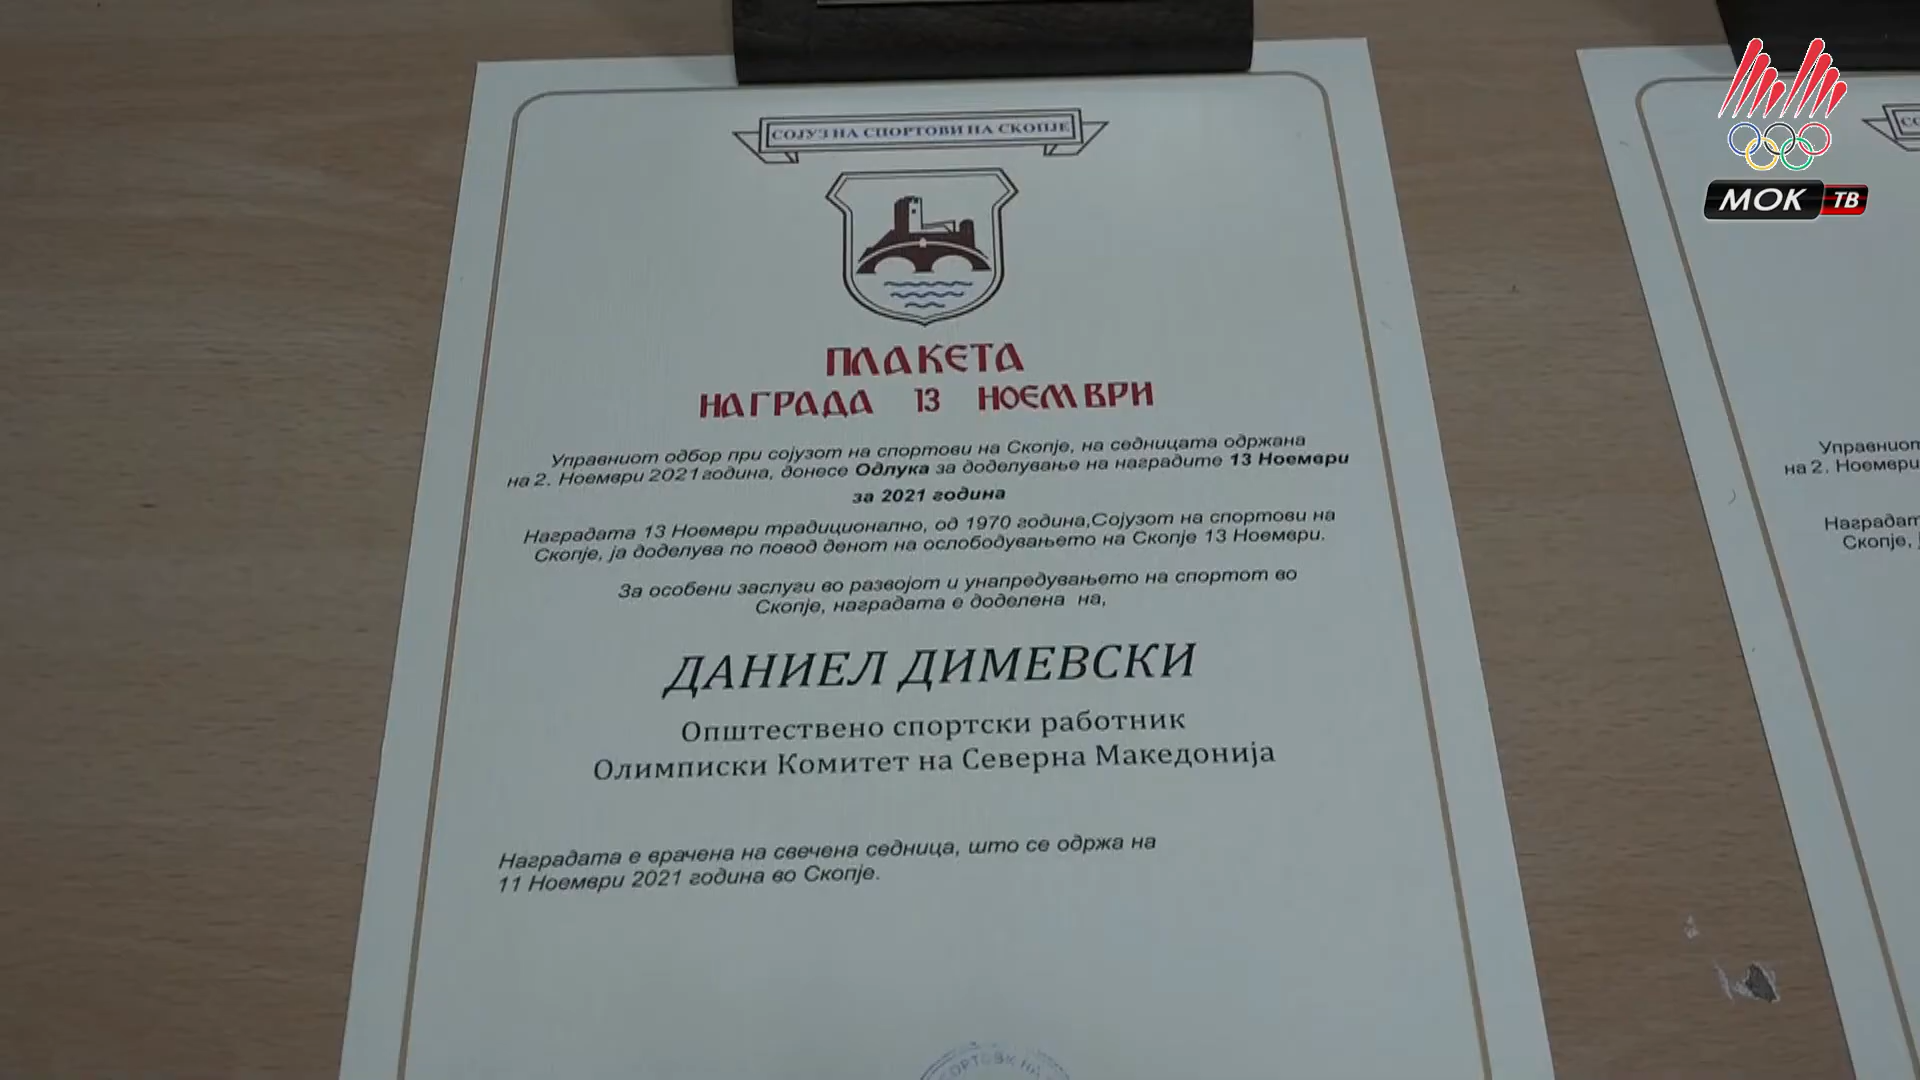 СОЈУЗ НА СПОРТОВИ НА СКОПЈЕ
ПЛАКЕТА
НАГРАДА 13 НОЕМВРИ
Управниот одбор при сојузот на спортови на Скопје, на седницата одржана
на 2. Ноември 2021 година, донесе Одлука за доделување на наградите 13 Ноември
за 2021 година
Наградата 13 Ноември традиционално, од 1970 година,Сојузот на спортови на
Скопје, ја доделува по повод денот на ослободувањето на Скопје 13 Ноември.
За особени заслуги во развојот и унапредувањето на спортот во
Скопје, наградата е доделена на,
ДАНИЕЛ ДИМЕВСКИ
Општествено спортски работник
Олимписки Комитет на Северна Македонија
Наградата е врачена на свечена седница, што се одржа на
11 Ноември 2021 година во Скопје.
МОК ТВ
на 2. Ноември
Скопје,